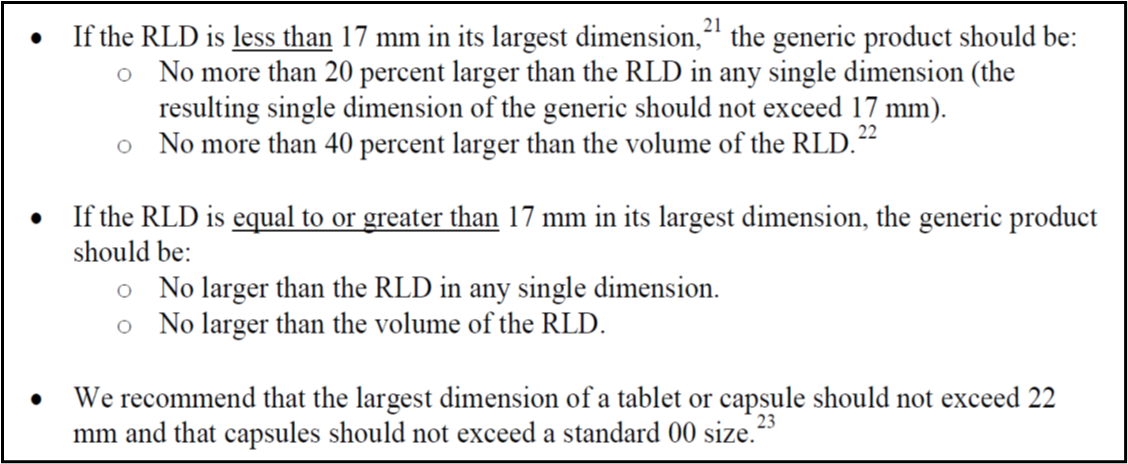 • If the RLD is less than 17 mm in its largest dimension,21 the generic product should be:
○ No more than 20 percent larger than the RLD in any single dimension (the
resulting single dimension of the generic should not exceed 17 mm).
○ No more than 40 percent larger than the volume of the RLD.22
• If the RLD is equal to or greater than 17 mm in its largest dimension, the generic product
should be:
○ No larger than the RLD in any single dimension.
○ No larger than the volume of the RLD.
• We recommend that the largest dimension of a tablet or capsule should not exceed 22
mm and that capsules should not exceed a standard 00 size.23